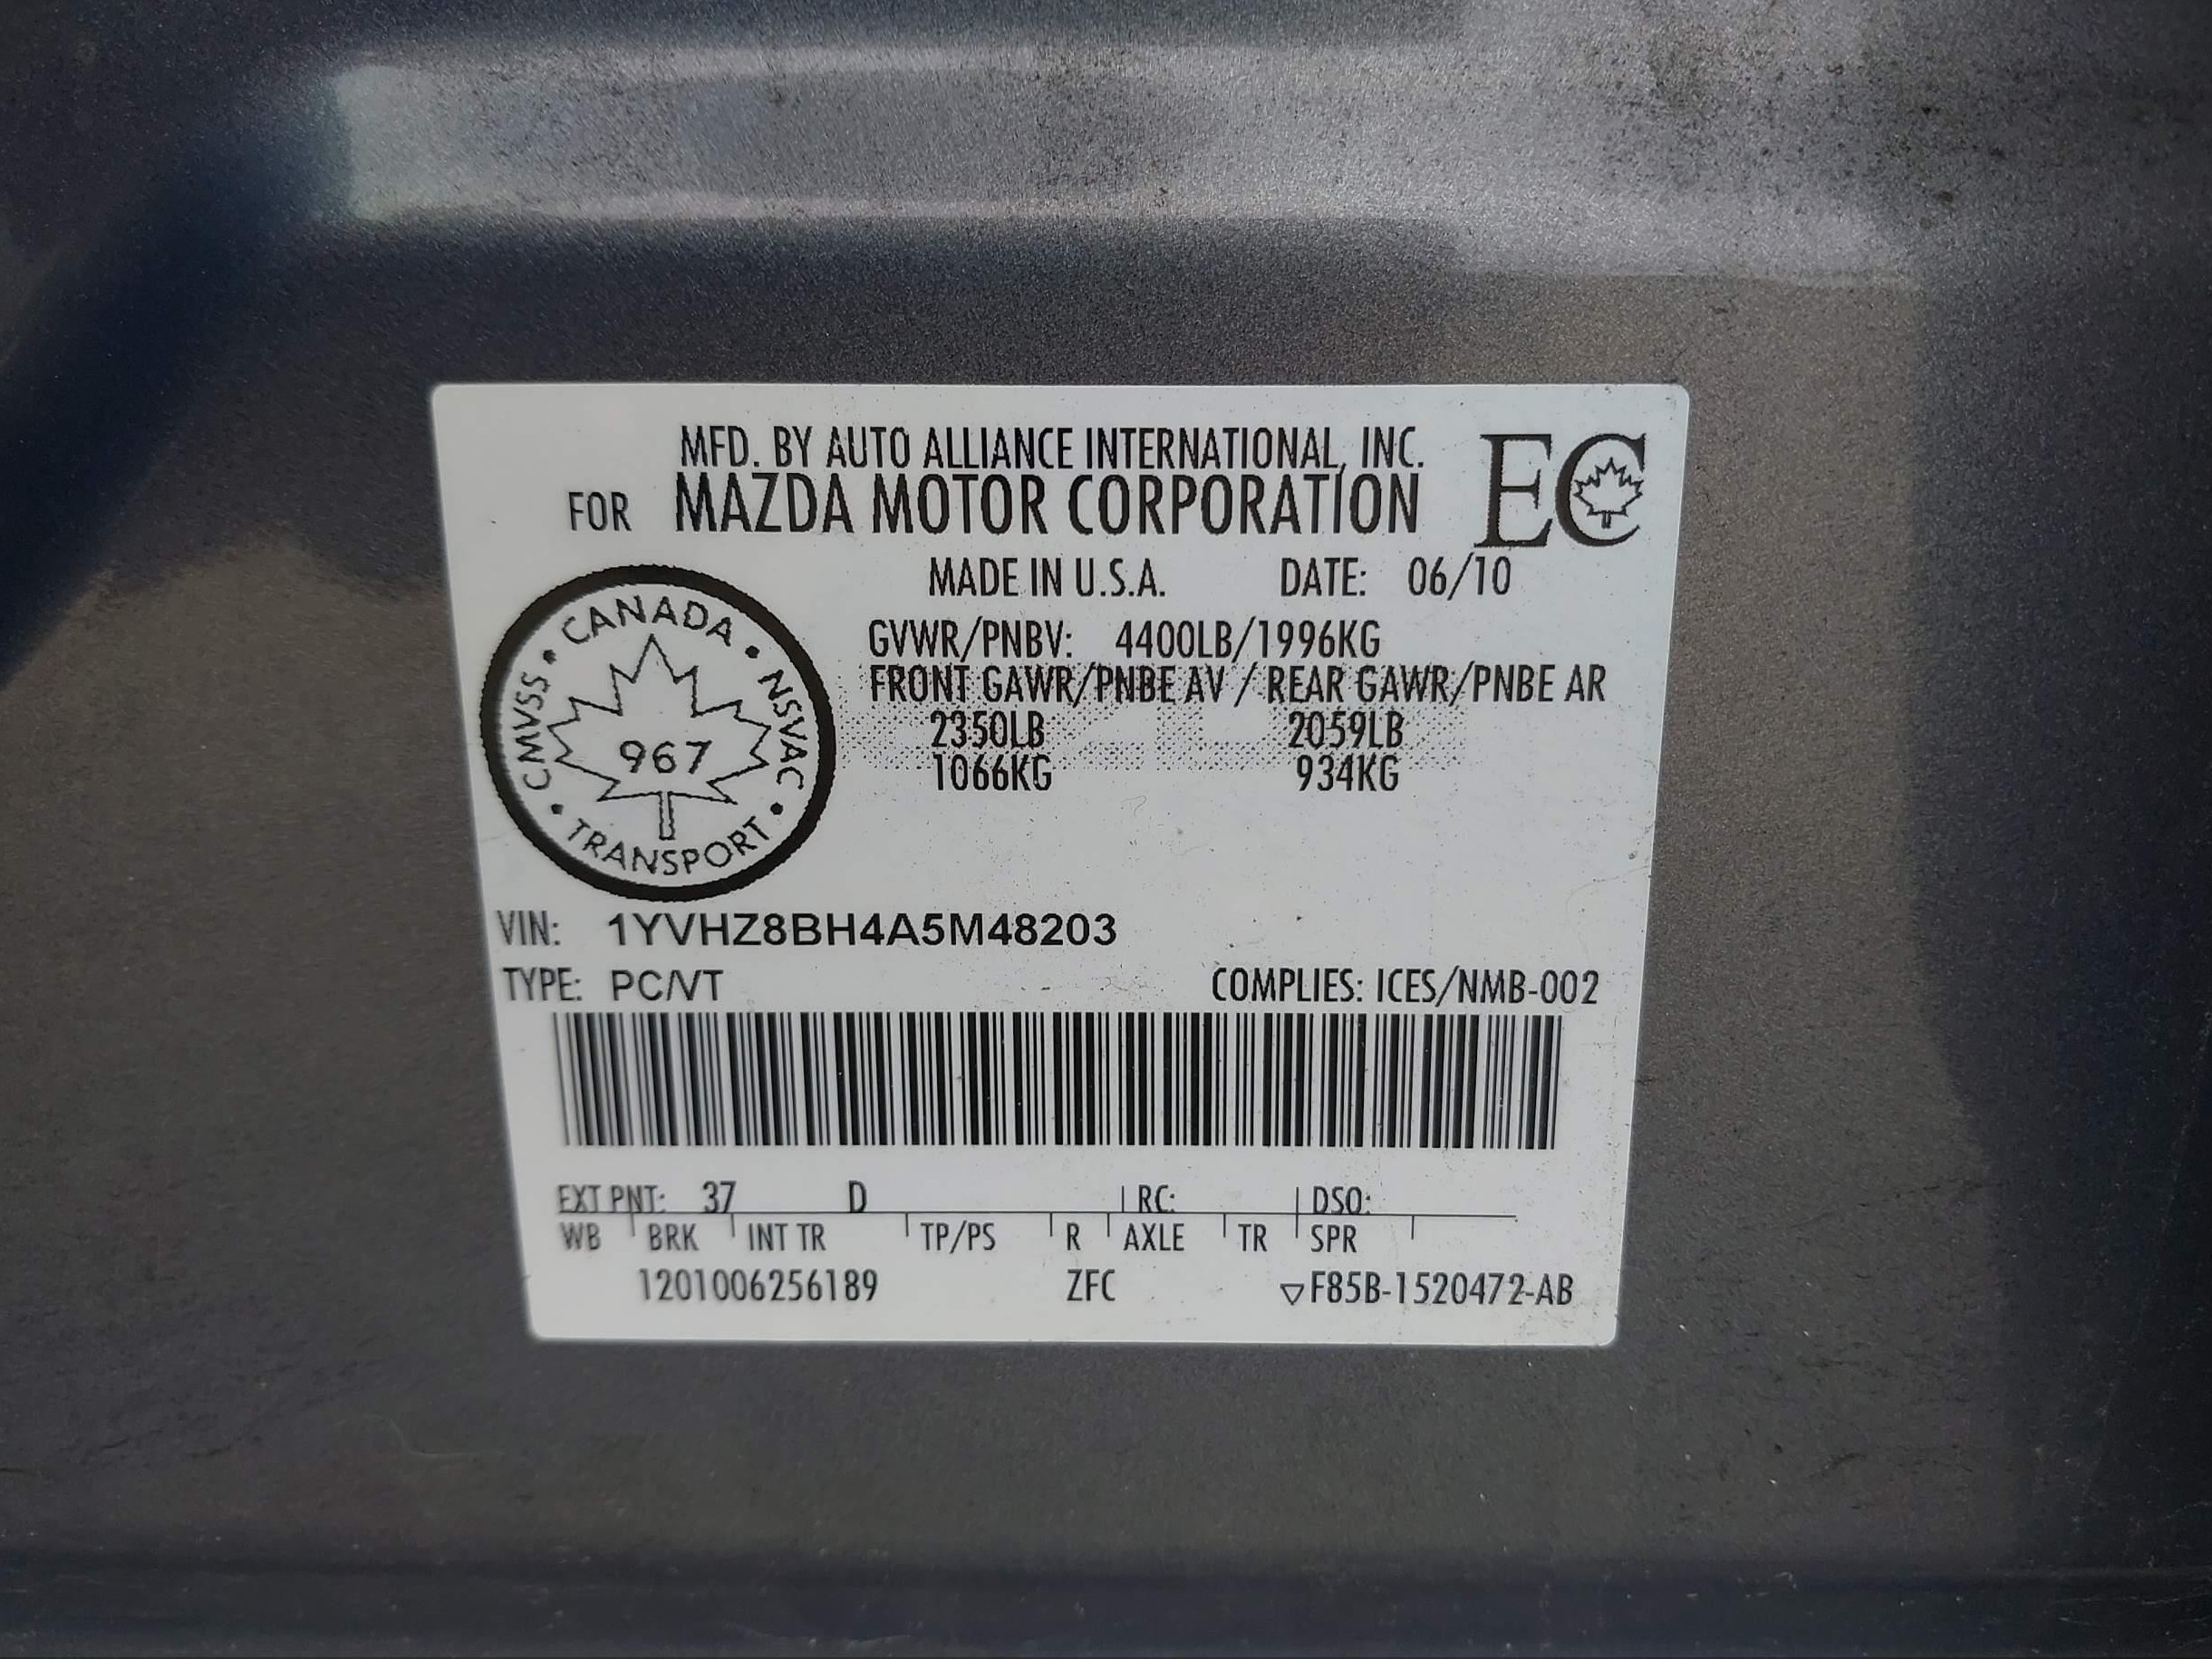 MFD. BY AUTO ALLIANCE INTERNATIONAL, INC.
FOR MAZDA MOTOR CORPORATION
EC
MADE IN U.S.A. DATE: 06/10
GVWR/PNBV: 4400LB/1996KG
FRONT GAWR/PNBE AV / REAR GAWR/PNBE AR
2350LB 2059LB
1066KG 934KG
CANADA • NSVAC • TRANSPORT • CMVSS •
967
VIN: 1YVHZ8BH4A5M48203
TYPE: PC/VT COMPLIES: ICES/NMB-002
EXT PNT: 37 D RC: DSO:
WB BRK INT TR TP/PS R AXLE TR SPR
1201006256189 ZFC ▽F85B-1520472-AB